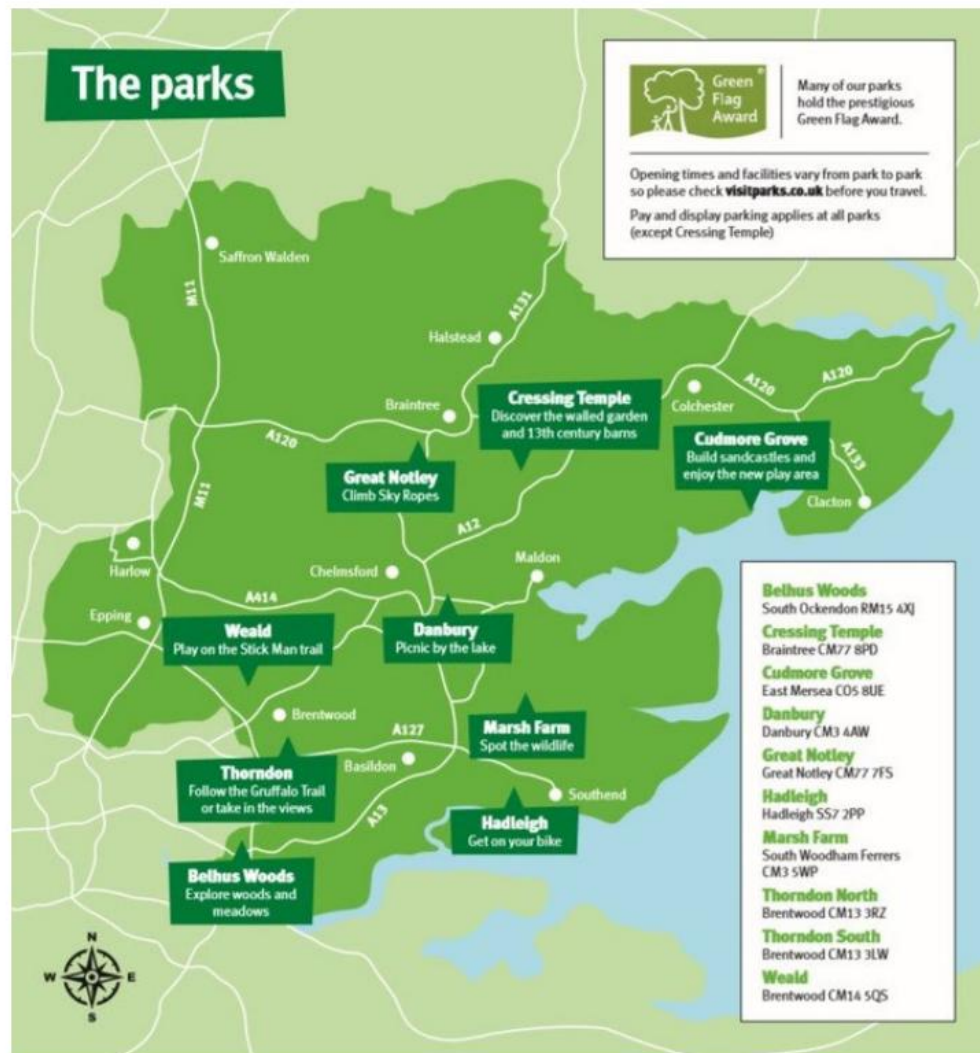 The parks
Green
Flag
Award
Many of our parks
hold the prestigious
Green Flag Award.
Opening times and facilities vary from park to park
so please check visitparks.co.uk before you travel.
Pay and display parking applies at all parks
(except Cressing Temple)
Saffron Walden
M11
A131
Halstead
Cressing Temple
Discover the walled garden
and 13th century barns
Braintree
A120
Colchester
A120
A120
Cudmore Grove
Build sandcastles and
enjoy the new play area
A133
Clacton
Great Notley
Climb Sky Ropes
M11
A12
Harlow
Chelmsford
Maldon
A414
Epping
Weald
Play on the Stick Man trail
Danbury
Picnic by the lake
Brentwood
A127
Marsh Farm
Spot the wildlife
Basildon
Thorndon
Follow the Gruffalo Trail
or take in the views
A13
Southend
Hadleigh
Get on your bike
Belhus Woods
Explore woods and
meadows
N
W
E
S
Belhus Woods
South Ockendon RM15 4XJ
Cressing Temple
Braintree CM77 8PD
Cudmore Grove
East Mersea CO5 8UE
Danbury
Danbury CM3 4AW
Great Notley
Great Notley CM77 7FS
Hadleigh
Hadleigh SS7 2PP
Marsh Farm
South Woodham Ferrers
CM3 5WP
Thorndon North
Brentwood CM13 3RZ
Thorndon South
Brentwood CM13 3LW
Weald
Brentwood CM14 5QS